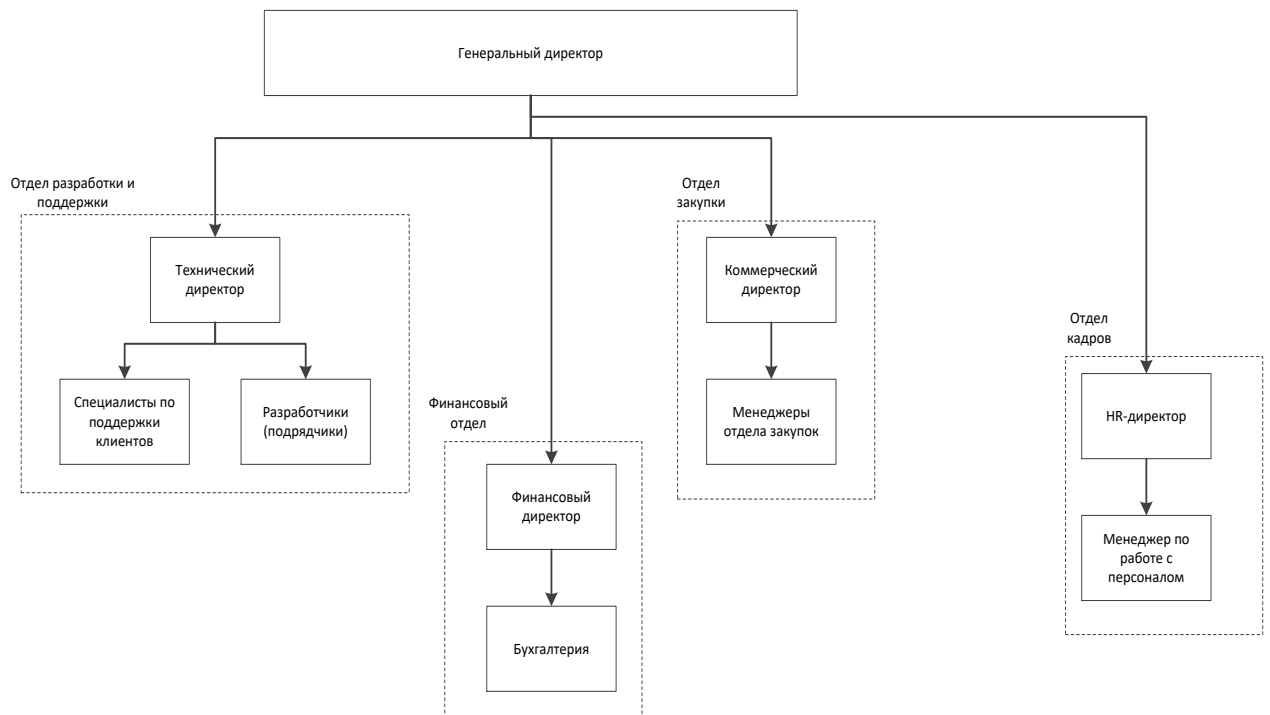 Генеральный директор
Отдел разработки и
поддержки
Отдел
закупки
Технический
директор
Коммерческий
директор
Отдел
кадров
Специалисты по
поддержки
клиентов
Разработчики
(подрядчики)
Финансовый
отдел
Менеджеры
отдела закупок
HR-директор
Финансовый
директор
Менеджер по
работе с
персоналом
Бухгалтерия